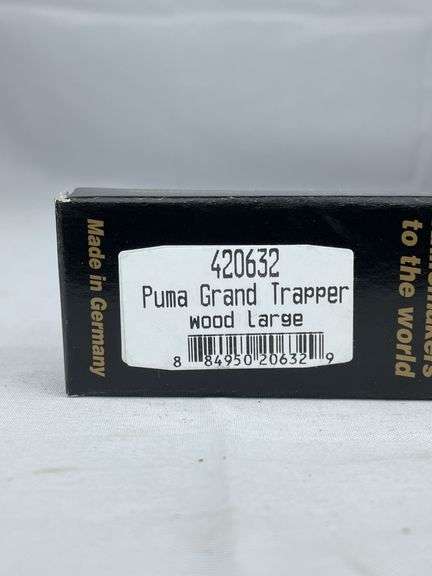 Made in Germany
420632
Puma Grand Trapper
wood large
8 84950 20632 9
to the world